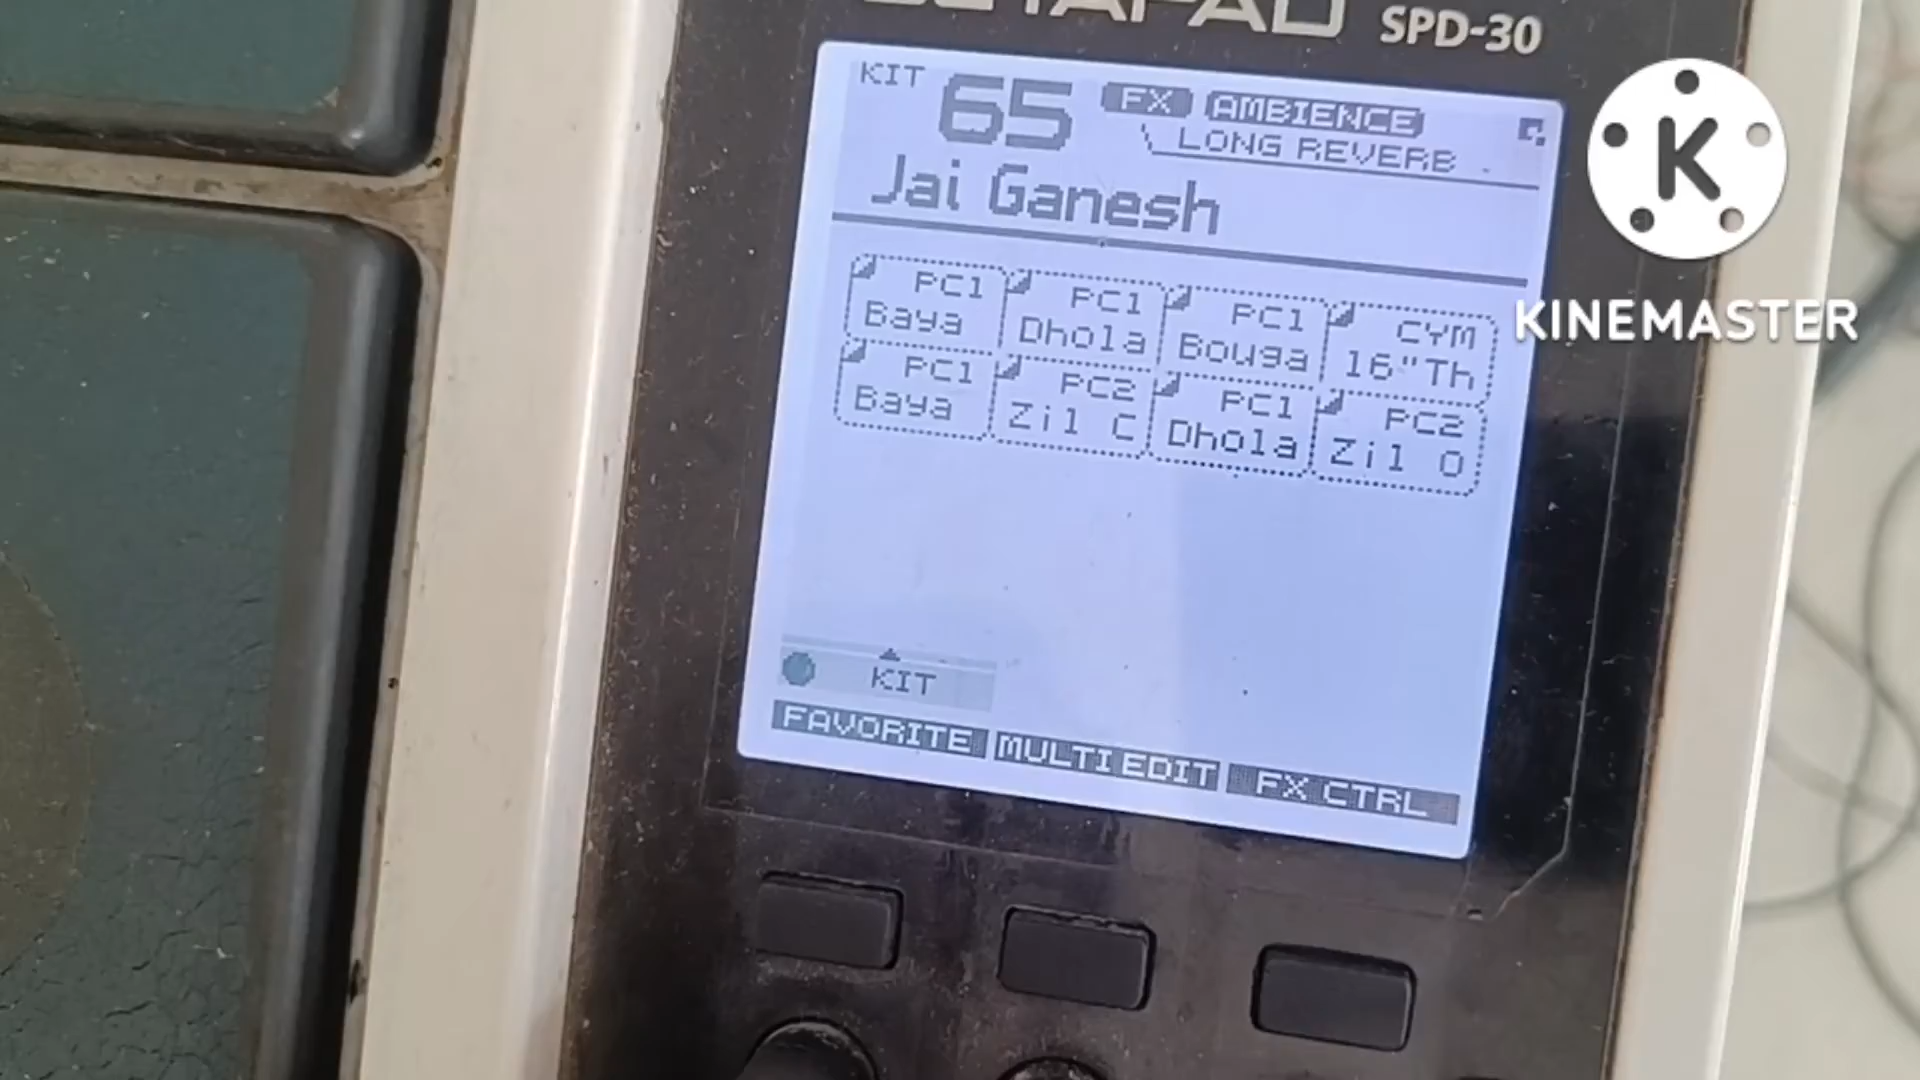 OCTAPAD SPD-30
KIT 65 FX AMBIENCE
LONG REVERB
Jai Ganesh
PC1 PC1 PC1 CYM
Baya Dhola Bouga 16"Th
PC1 PC2 PC1 PC2
Baya Zil C Dhola Zil O
KIT
FAVORITE MULTI EDIT FX CTRL
K
KINEMASTER